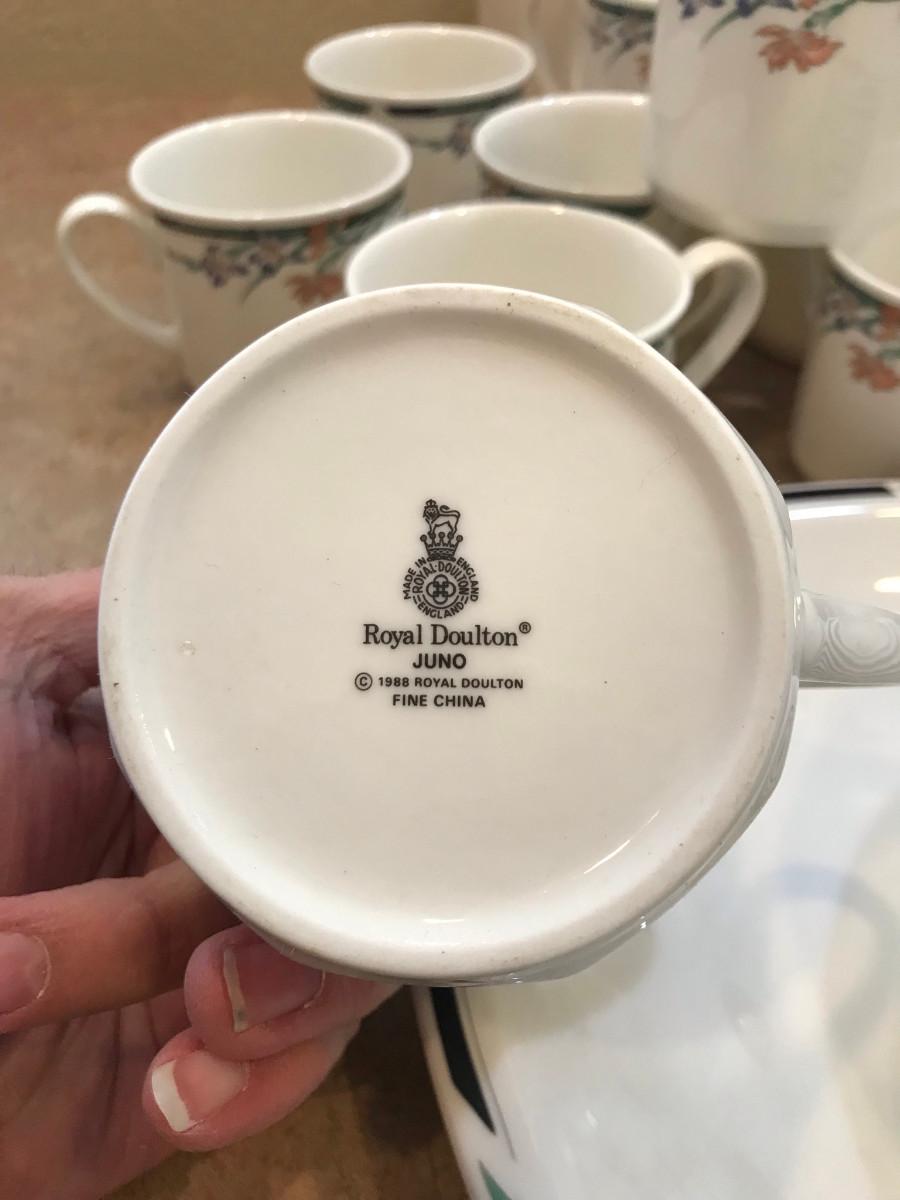 MADE IN ENGLAND
ROYAL·DOULTON
ENGLAND
Royal Doulton®
JUNO
© 1988 ROYAL DOULTON
FINE CHINA